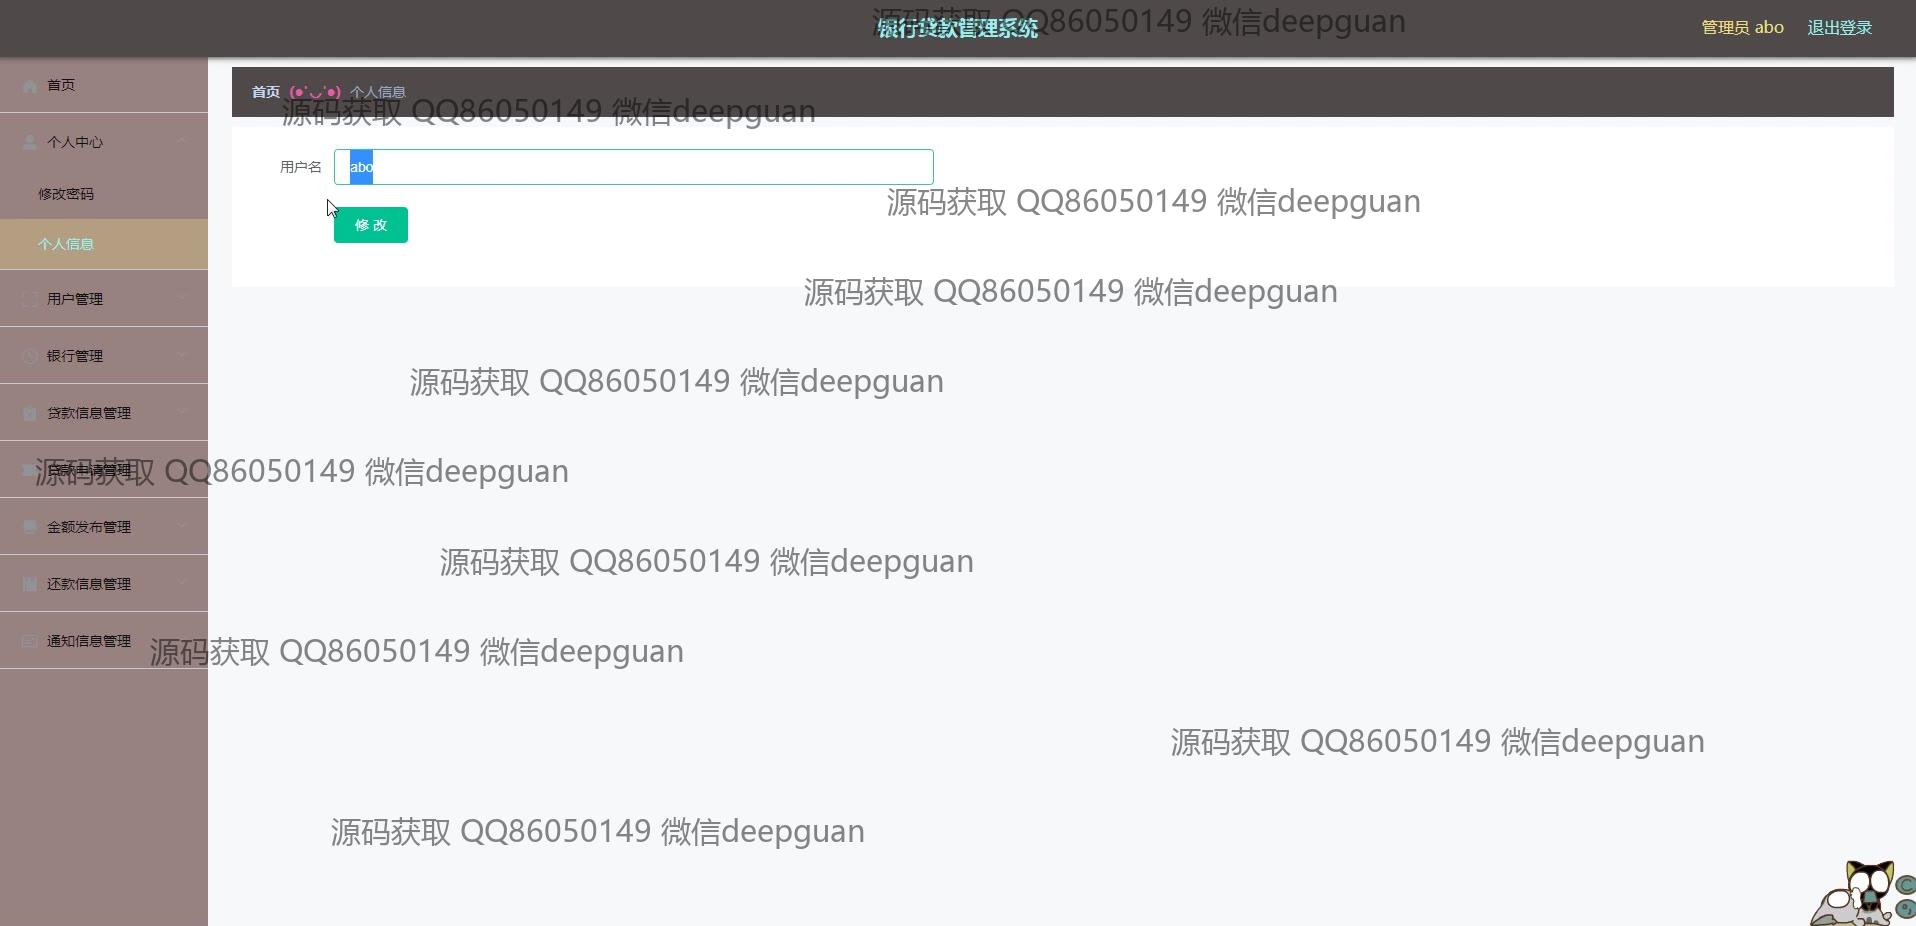 银行贷款管理系统
源码获取 QQ86050149 微信deepguan
管理员 abo
退出登录
首页
个人中心
修改密码
个人信息
用户管理
银行管理
贷款信息管理
贷款申请管理
金额发布管理
还款信息管理
通知信息管理
首页 (●'◡'●) 个人信息
源码获取 QQ86050149 微信deepguan
用户名 abo
修 改
源码获取 QQ86050149 微信deepguan
源码获取 QQ86050149 微信deepguan
源码获取 QQ86050149 微信deepguan
源码获取 QQ86050149 微信deepguan
源码获取 QQ86050149 微信deepguan
源码获取 QQ86050149 微信deepguan
源码获取 QQ86050149 微信deepguan
源码获取 QQ86050149 微信deepguan